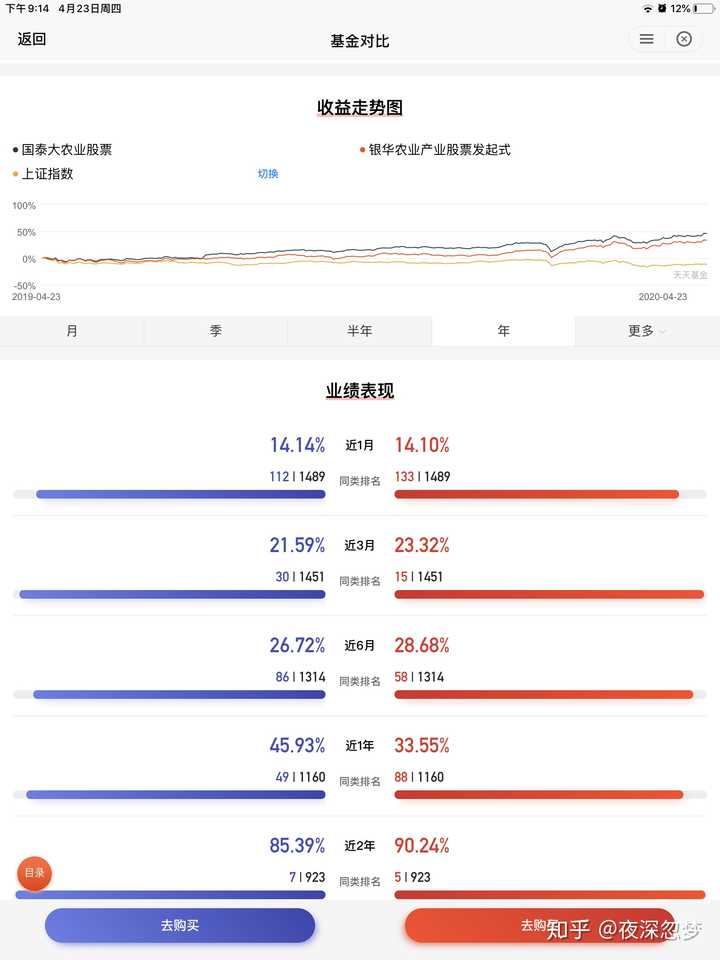 下午9:14 4月23日周四 12%
返回 基金对比
收益走势图
国泰大农业股票 银华农业产业股票发起式
上证指数 切换
100%
50%
0%
-50%
天天基金
2019-04-23 2020-04-23
月 季 半年 年 更多
业绩表现
14.14% 近1月 14.10%
112 | 1489 同类排名 133 | 1489
21.59% 近3月 23.32%
30 | 1451 同类排名 15 | 1451
26.72% 近6月 28.68%
86 | 1314 同类排名 58 | 1314
45.93% 近1年 33.55%
49 | 1160 同类排名 88 | 1160
85.39% 近2年 90.24%
目录
7 | 923 同类排名 5 | 923
去购买 去购买
知乎 @夜深忽梦